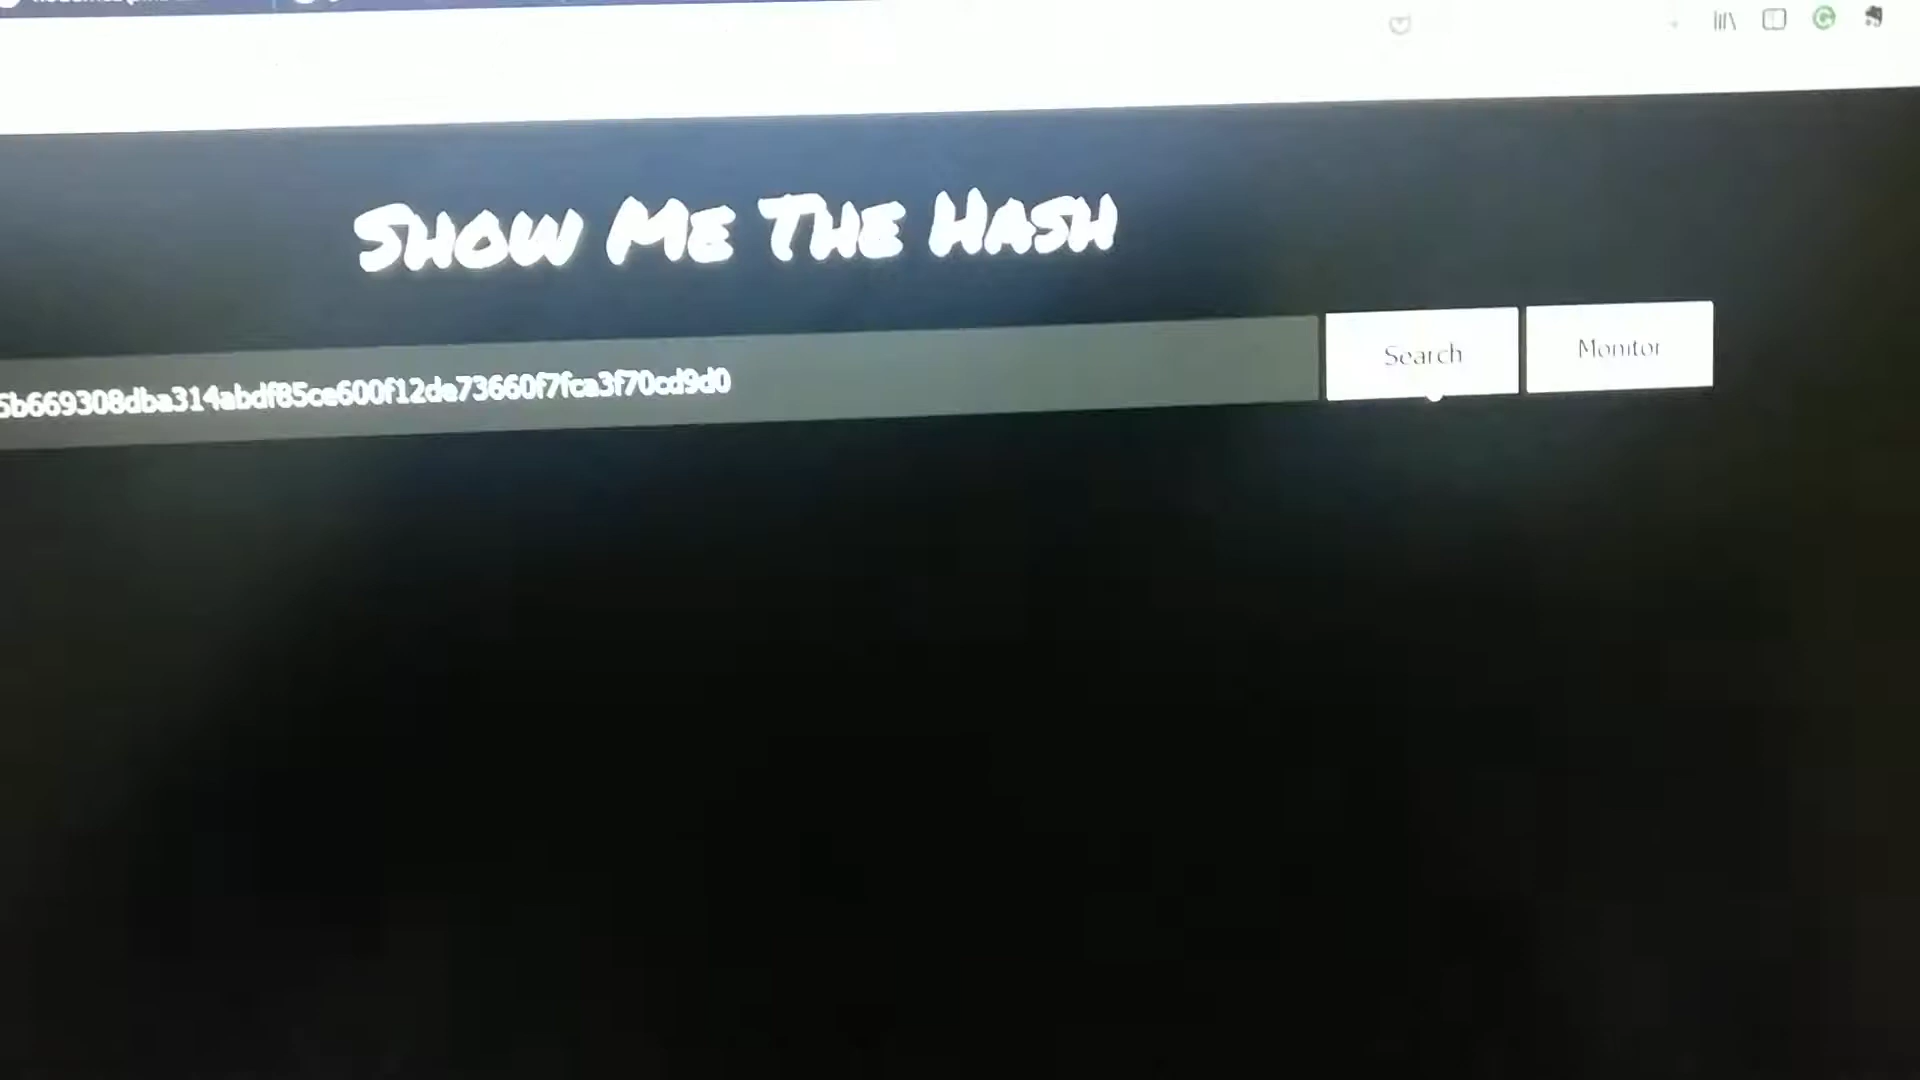 Show Me The Hash
5b669308dba314abdf85ce600f12de73660f7fca3f70cd9d0
Search
Monitor